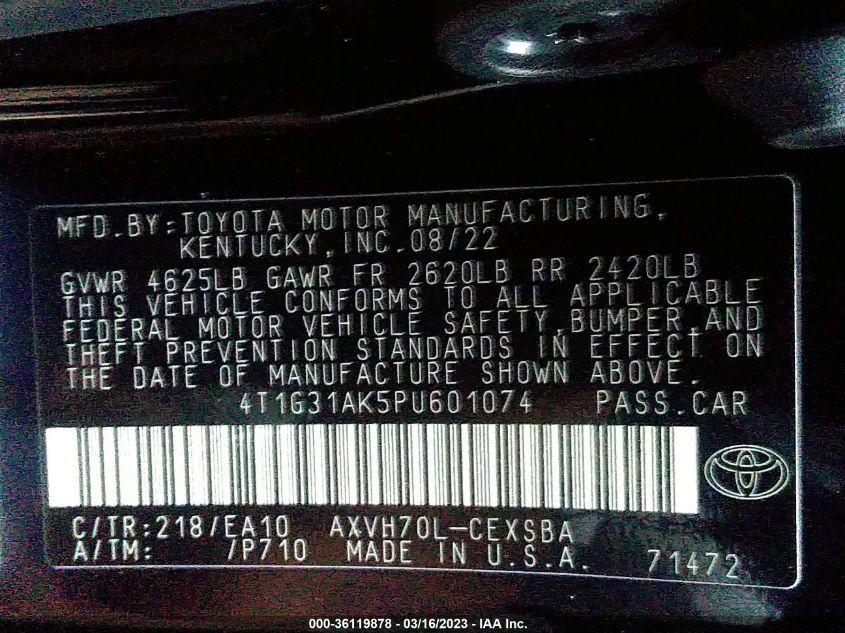 MFD.BY:TOYOTA MOTOR MANUFACTURING,
KENTUCKY,INC.08/22
GVWR 4625LB GAWR FR 2620LB RR 2420LB
THIS VEHICLE CONFORMS TO ALL APPLICABLE
FEDERAL MOTOR VEHICLE SAFETY,BUMPER,AND
THEFT PREVENTION STANDARDS IN EFFECT ON
THE DATE OF MANUFACTURE SHOWN ABOVE.
4T1G31AK5PU601074 PASS.CAR
C/TR:218/EA10 AXVH70L-CEXSBA
A/TM: /P710 MADE IN U.S.A. 71472
000-36119878 - 03/16/2023 - IAA Inc.